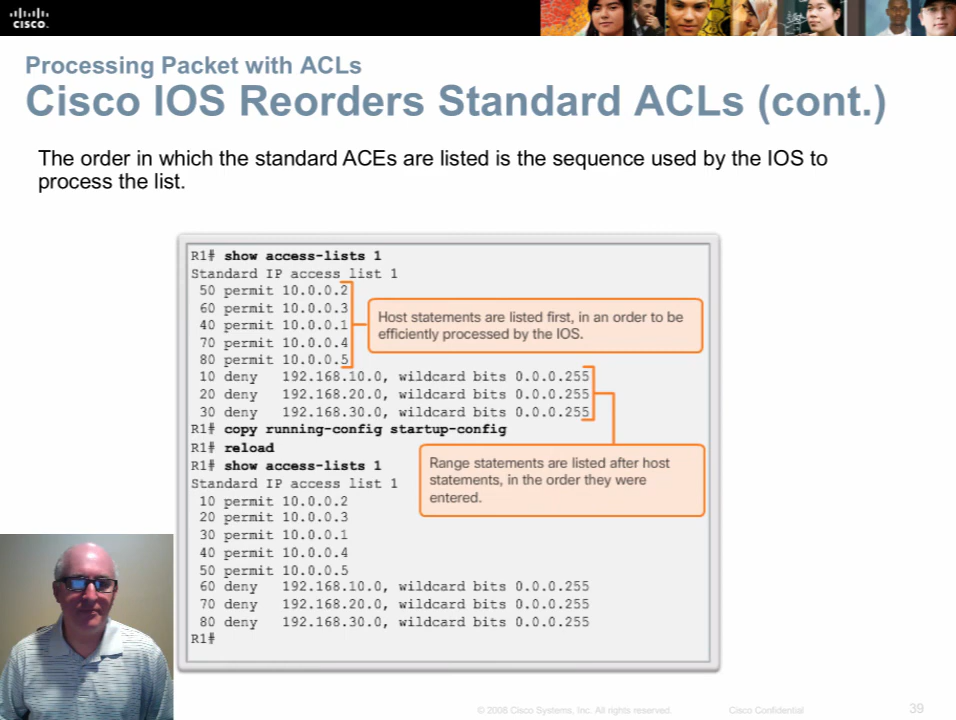 CISCO.
Processing Packet with ACLs
Cisco IOS Reorders Standard ACLs (cont.)
The order in which the standard ACEs are listed is the sequence used by the IOS to
process the list.
R1# show access-lists 1
Standard IP access list 1
50 permit 10.0.0.2
60 permit 10.0.0.3
40 permit 10.0.0.1
70 permit 10.0.0.4
80 permit 10.0.0.5
Host statements are listed first, in an order to be
efficiently processed by the IOS.
10 deny 192.168.10.0, wildcard bits 0.0.0.255
20 deny 192.168.20.0, wildcard bits 0.0.0.255
30 deny 192.168.30.0, wildcard bits 0.0.0.255
R1# copy running-config startup-config
R1# reload
R1# show access-lists 1
Standard IP access list 1
Range statements are listed after host
statements, in the order they were
entered.
10 permit 10.0.0.2
20 permit 10.0.0.3
30 permit 10.0.0.1
40 permit 10.0.0.4
50 permit 10.0.0.5
60 deny 192.168.10.0, wildcard bits 0.0.0.255
70 deny 192.168.20.0, wildcard bits 0.0.0.255
80 deny 192.168.30.0, wildcard bits 0.0.0.255
R1#
© 2008 Cisco Systems, Inc. All rights reserved. Cisco Confidential 39